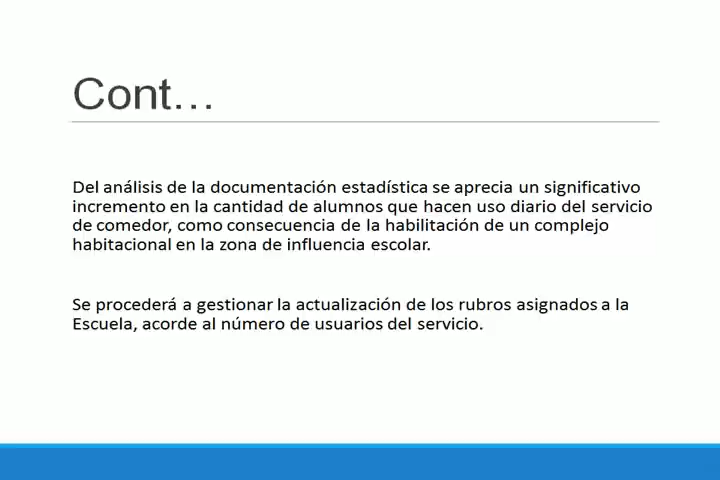 Cont...
Del análisis de la documentación estadística se aprecia un significativo
incremento en la cantidad de alumnos que hacen uso diario del servicio
de comedor, como consecuencia de la habilitación de un complejo
habitacional en la zona de influencia escolar.
Se procederá a gestionar la actualización de los rubros asignados a la
Escuela, acorde al número de usuarios del servicio.